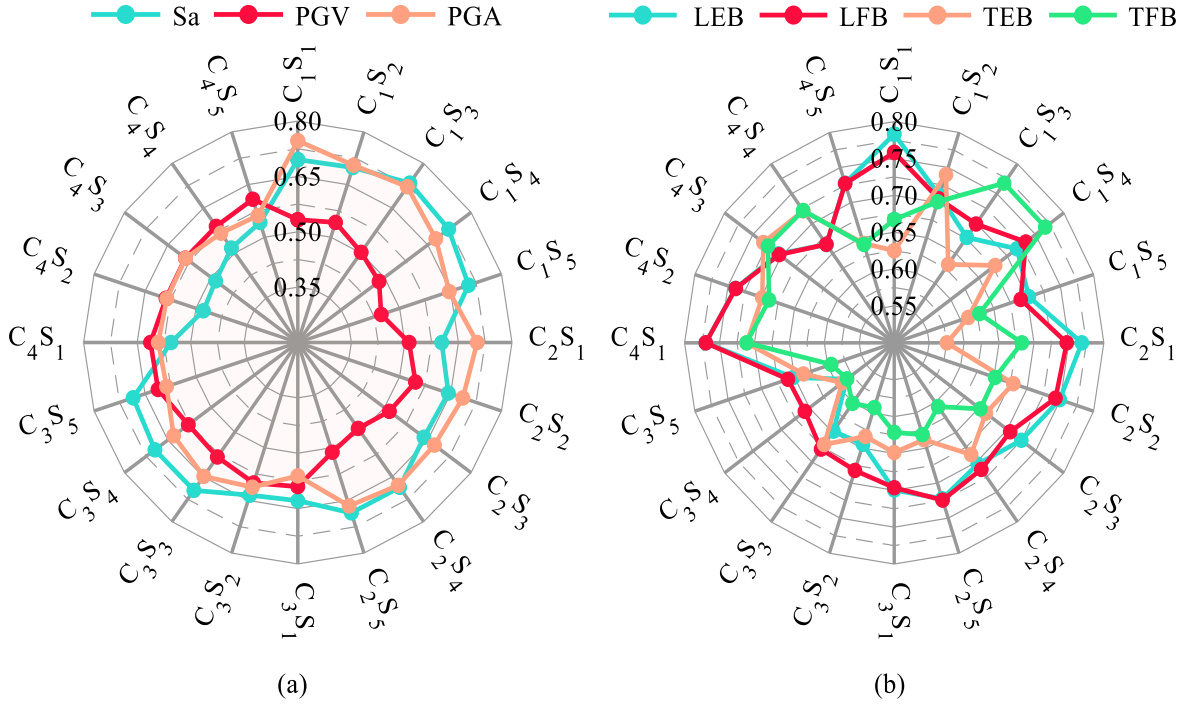 Sa PGV PGA
LEB LFB TEB TFB
C₁S₁
C₁S₂
C₁S₃
C₁S₄
C₁S₅
C₂S₁
C₂S₂
C₂S₃
C₂S₄
C₂S₅
C₃S₁
C₃S₂
C₃S₃
C₃S₄
C₃S₅
C₄S₁
C₄S₂
C₄S₃
C₄S₄
C₄S₅
0.80
0.65
0.50
0.35
(a)
C₁S₁
C₁S₂
C₁S₃
C₁S₄
C₁S₅
C₂S₁
C₂S₂
C₂S₃
C₂S₄
C₂S₅
C₃S₁
C₃S₂
C₃S₃
C₃S₄
C₃S₅
C₄S₁
C₄S₂
C₄S₃
C₄S₄
C₄S₅
0.80
0.75
0.70
0.65
0.60
0.55
(b)